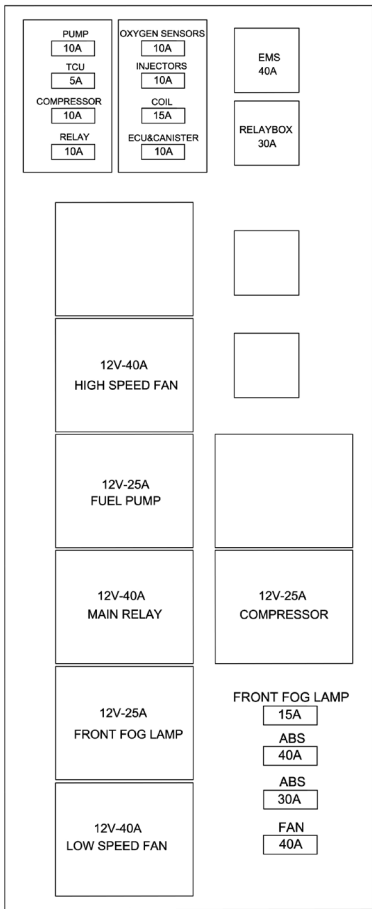 PUMP
10A
TCU
5A
COMPRESSOR
10A
RELAY
10A
OXYGEN SENSORS
10A
INJECTORS
10A
COIL
15A
ECU&CANISTER
10A
EMS
40A
RELAYBOX
30A
12V-40A
HIGH SPEED FAN
12V-25A
FUEL PUMP
12V-40A
MAIN RELAY
12V-25A
FRONT FOG LAMP
12V-40A
LOW SPEED FAN
12V-25A
COMPRESSOR
FRONT FOG LAMP
15A
ABS
40A
ABS
30A
FAN
40A